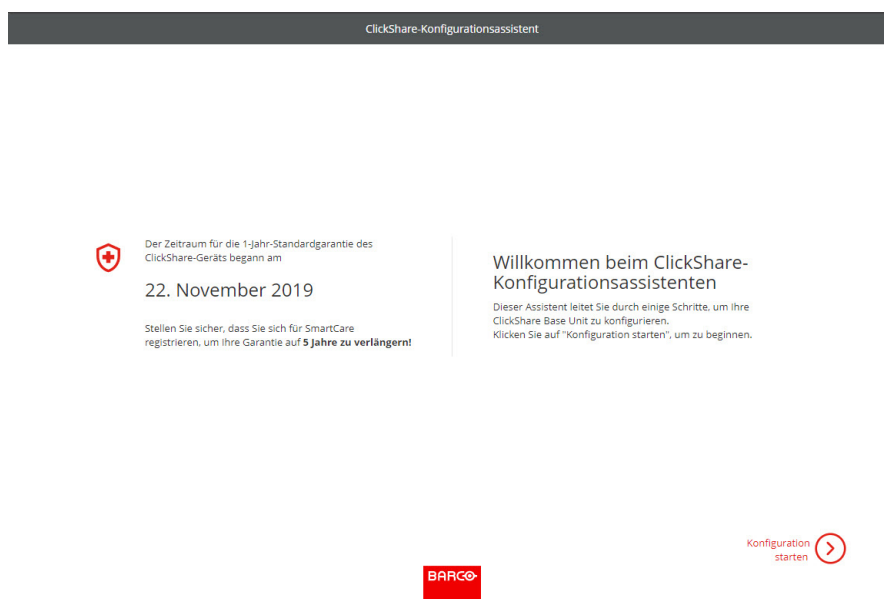 ClickShare-Konfigurationsassistent
Der Zeitraum für die 1-Jahr-Standardgarantie des
ClickShare-Geräts begann am
22. November 2019
Stellen Sie sicher, dass Sie sich für SmartCare
registrieren, um Ihre Garantie auf 5 Jahre zu verlängern!
Willkommen beim ClickShare-
Konfigurationsassistenten
Dieser Assistent leitet Sie durch einige Schritte, um Ihre
ClickShare Base Unit zu konfigurieren.
Klicken Sie auf "Konfiguration starten", um zu beginnen.
Konfiguration
starten
BARCO